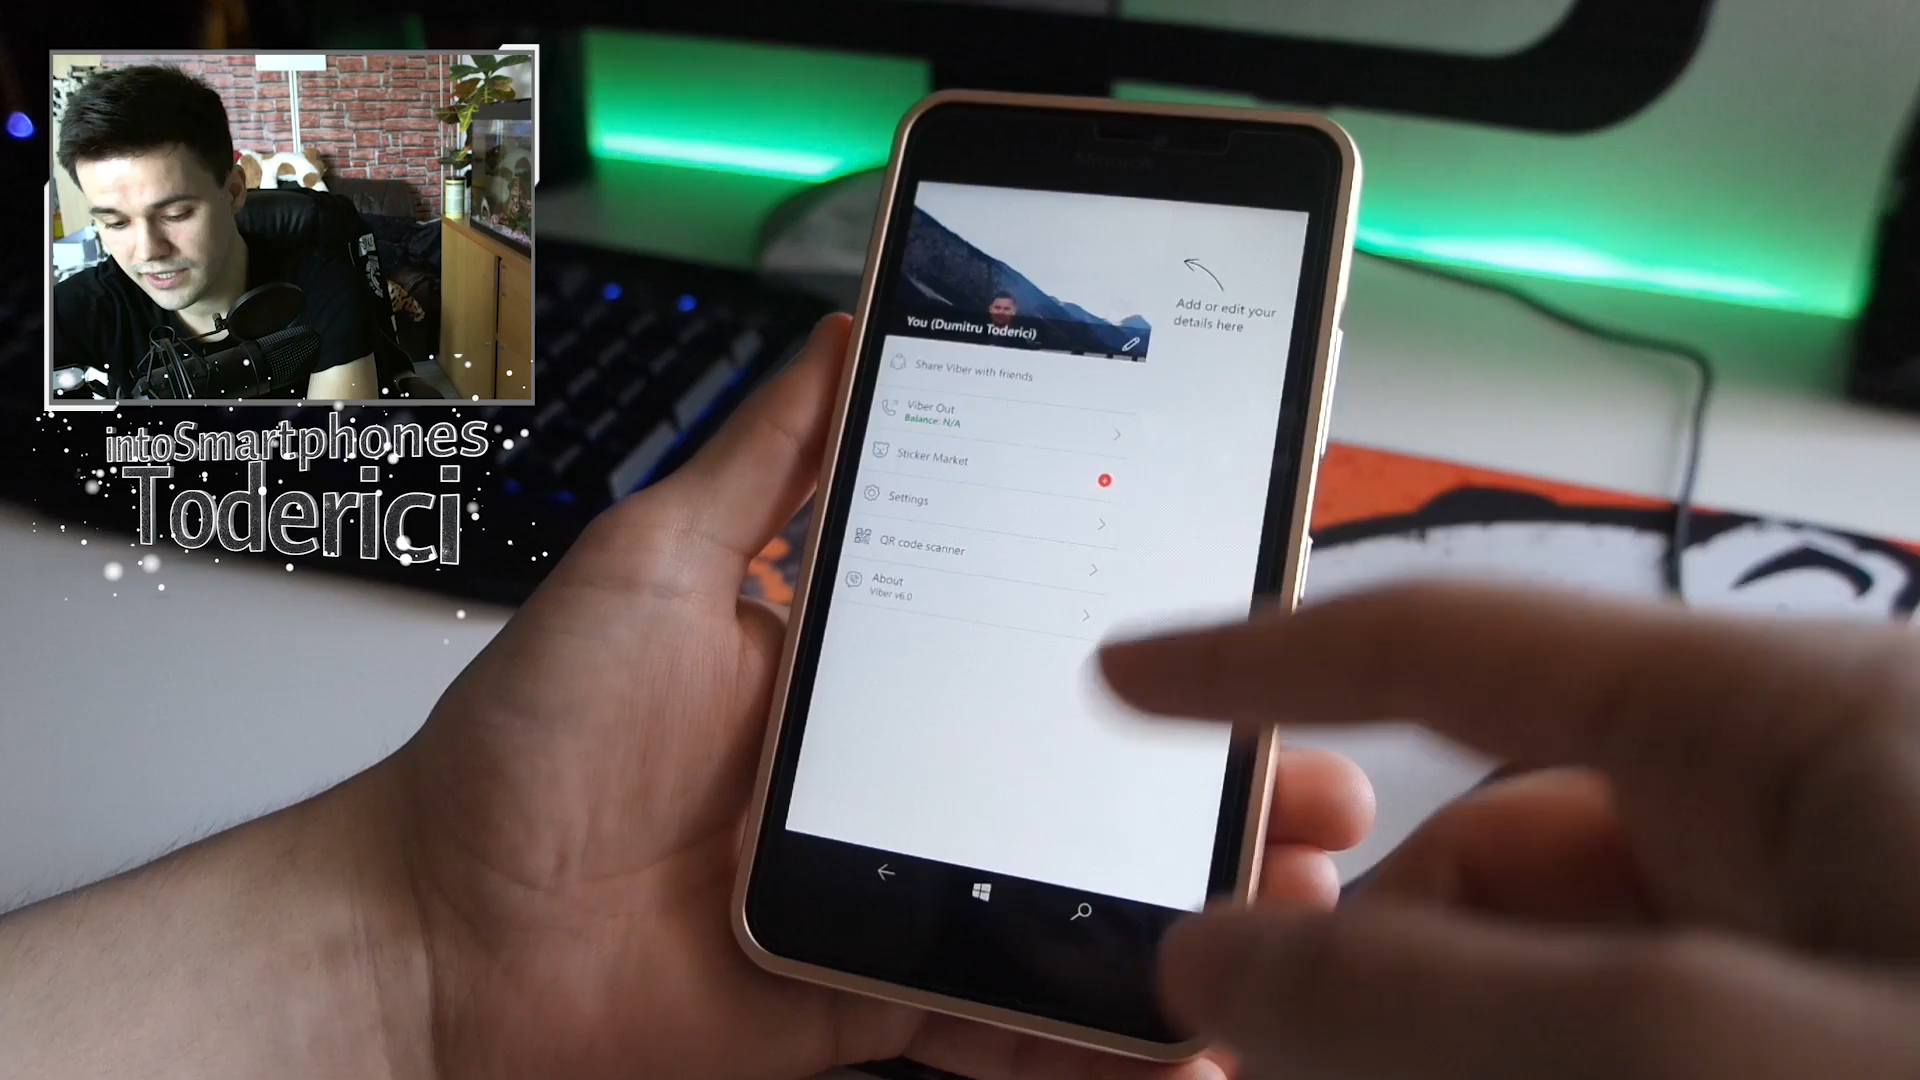 intoSmartphones
Toderici
Microsoft
You (Dumitru Toderici)
Add or edit your
details here
Share Viber with friends
Viber Out
Balance: N/A
Sticker Market
Settings
QR code scanner
About
Viber v6.0